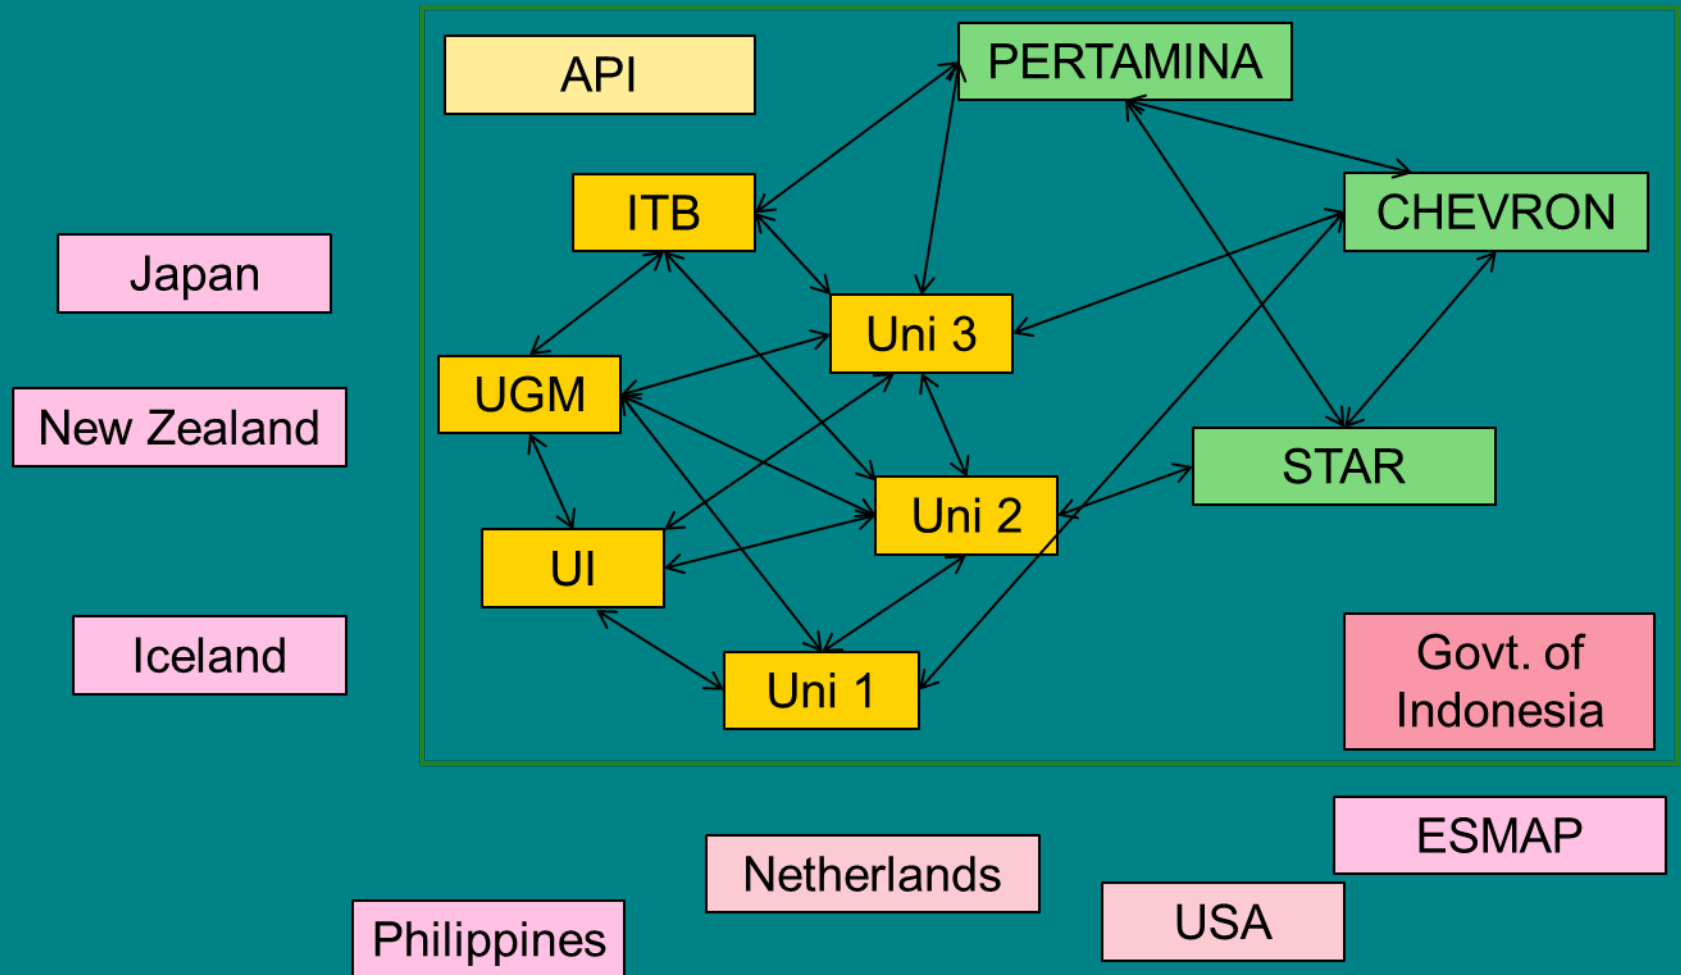 API
PERTAMINA
ITB
CHEVRON
Japan
Uni 3
UGM
New Zealand
STAR
Uni 2
UI
Iceland
Uni 1
Govt. of
Indonesia
ESMAP
Netherlands
USA
Philippines